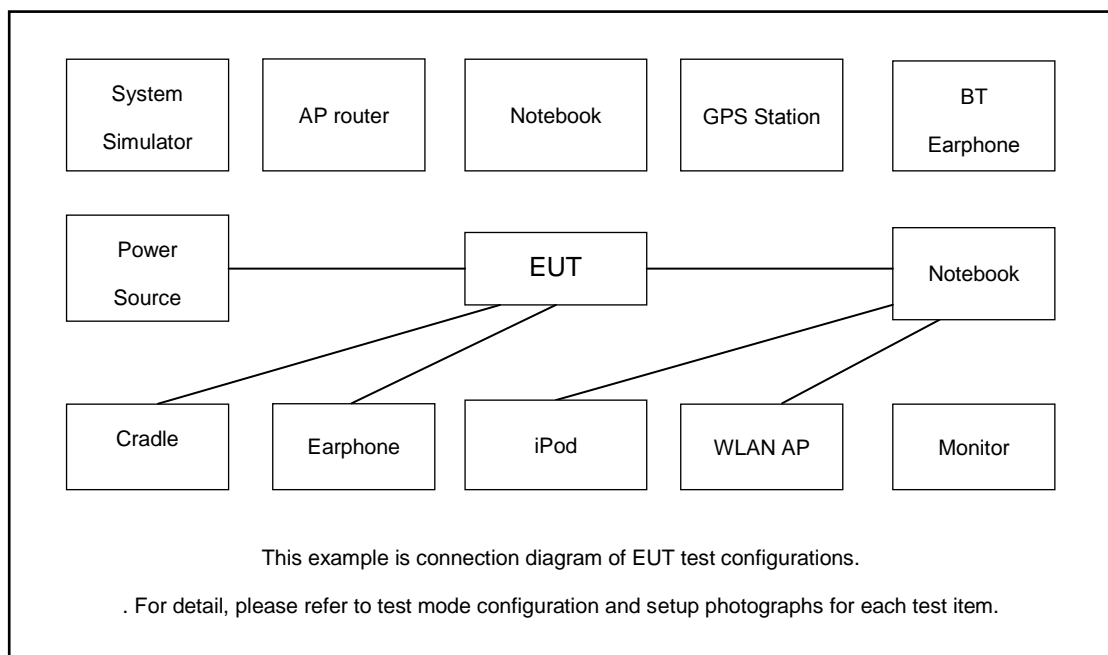 System
Simulator
AP router
Notebook
GPS Station
BT
Earphone
Power
Source
EUT
Notebook
Cradle
Earphone
iPod
WLAN AP
Monitor
This example is connection diagram of EUT test configurations.
. For detail, please refer to test mode configuration and setup photographs for each test item.